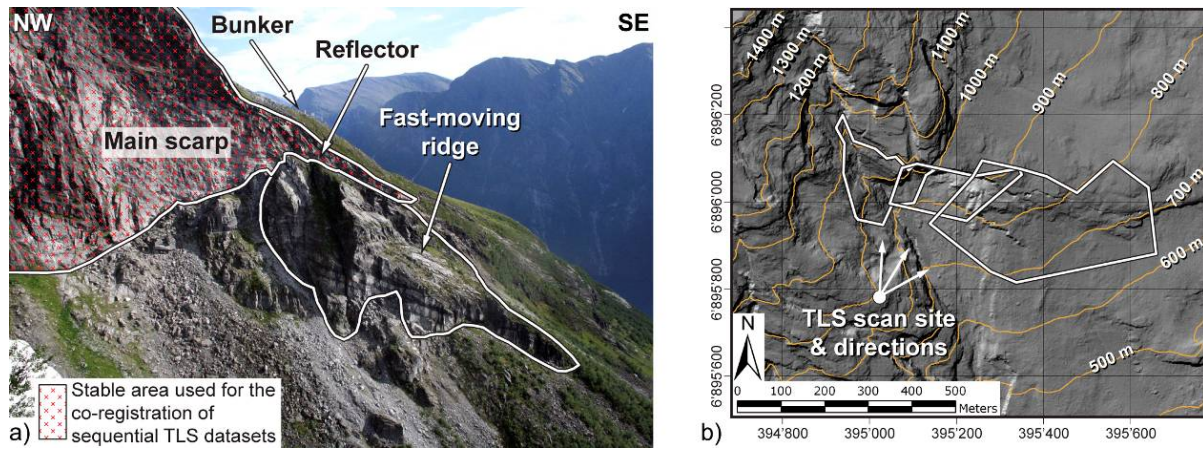 NW
SE
Bunker
Reflector
Fast-moving
ridge
Main scarp
Stable area used for the
co-registration of
sequential TLS datasets
a)
1400 m
1300 m
1200 m
1100 m
1000 m
900 m
800 m
700 m
600 m
500 m
6'896'200
6'896'000
6'895'800
6'895'600
TLS scan site
& directions
N
0 100 200 300 400 500
Meters
394'800 395'000 395'200 395'400 395'600
b)